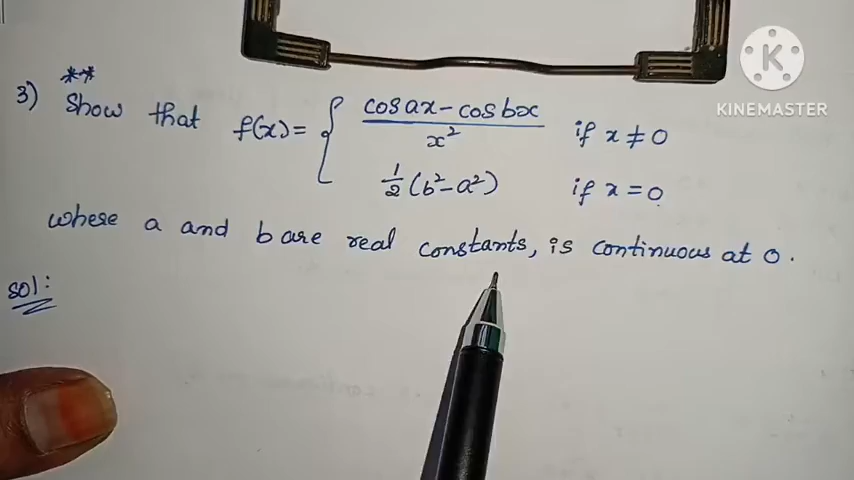 K
KINEMASTER
**
3) Show that f(x) = { (cos ax - cos bx) / x² if x ≠ 0
½ (b² - a²) if x = 0
where a and b are real constants, is continuous at 0.
sol: